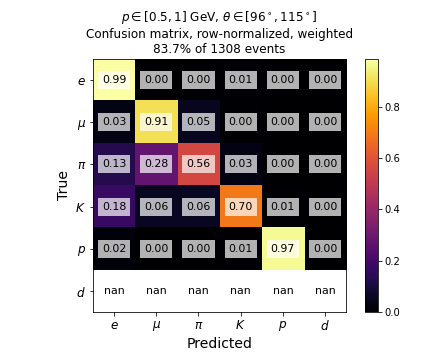 p ∈ [0.5, 1] GeV, θ ∈ [96°, 115°]
Confusion matrix, row-normalized, weighted
83.7% of 1308 events
e 0.99 0.00 0.00 0.01 0.00 0.00
μ 0.03 0.91 0.05 0.00 0.00 0.00
π 0.13 0.28 0.56 0.03 0.00 0.00
K 0.18 0.06 0.06 0.70 0.01 0.00
p 0.02 0.00 0.00 0.01 0.97 0.00
d nan nan nan nan nan nan
e μ π K p d
Predicted
True
0.8
0.6
0.4
0.2
0.0